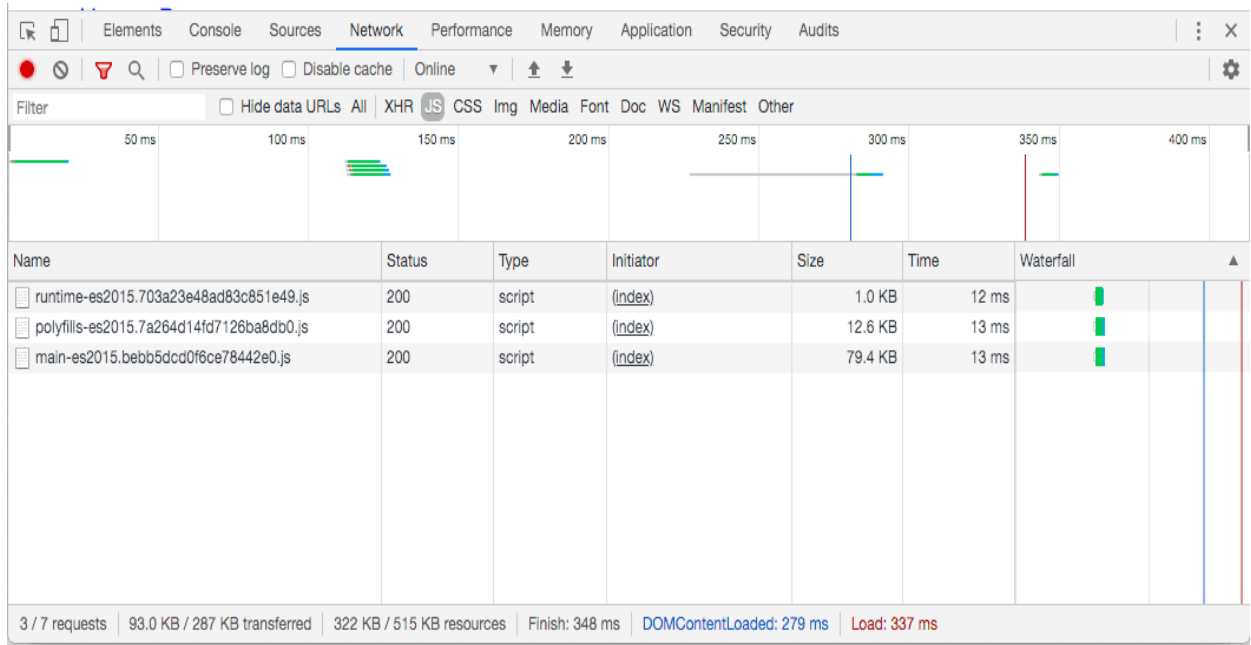 Elements Console Sources Network Performance Memory Application Security Audits
Preserve log Disable cache Online
Filter Hide data URLs All XHR JS CSS Img Media Font Doc WS Manifest Other
50 ms 100 ms 150 ms 200 ms 250 ms 300 ms 350 ms 400 ms
Name Status Type Initiator Size Time Waterfall
runtime-es2015.703a23e48ad83c851e49.js 200 script (index) 1.0 KB 12 ms
polyfills-es2015.7a264d14fd7126ba8db0.js 200 script (index) 12.6 KB 13 ms
main-es2015.bebb5dcd0f6ce78442e0.js 200 script (index) 79.4 KB 13 ms
3 / 7 requests 93.0 KB / 287 KB transferred 322 KB / 515 KB resources Finish: 348 ms DOMContentLoaded: 279 ms Load: 337 ms